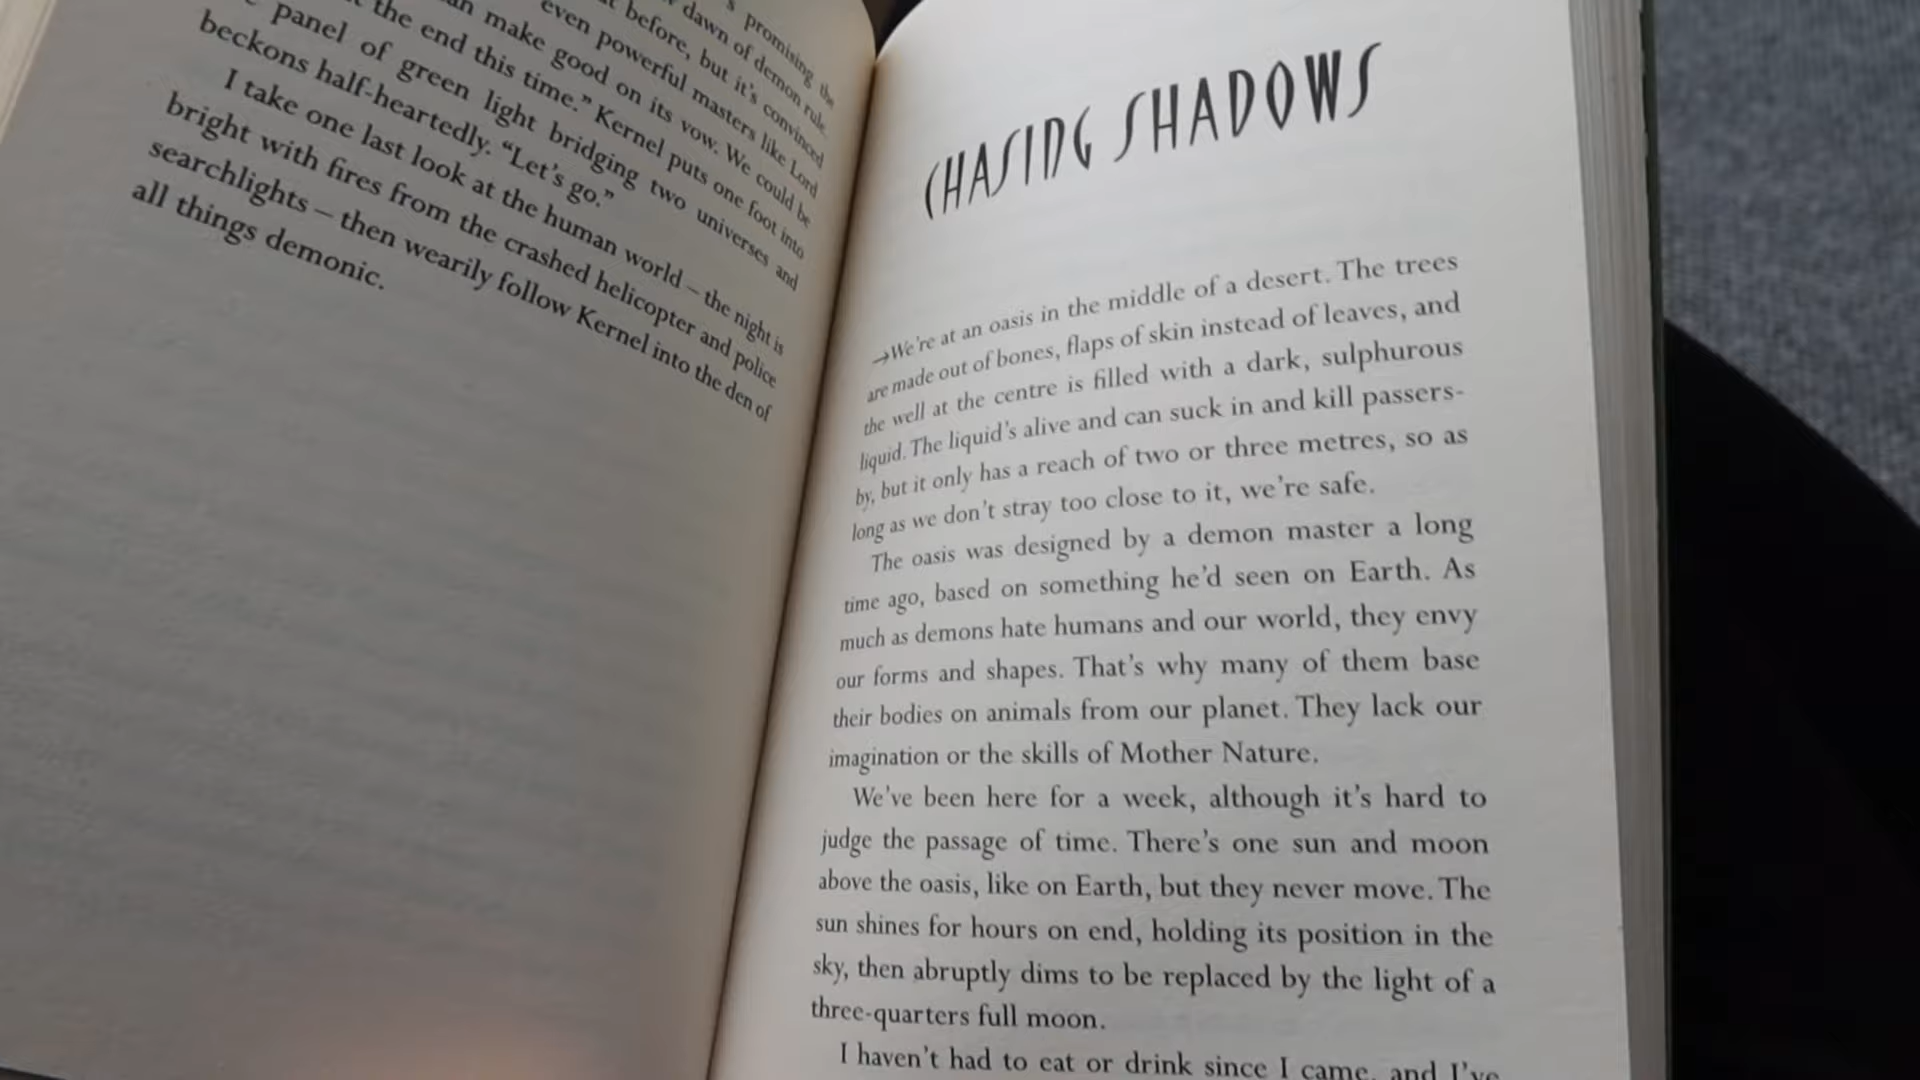 s promising the
dawn of demon rule.
t before, but it's convinced
even powerful masters like Lord
an make good on its vow. We could be
the end this time." Kernel puts one foot into
panel of green light bridging two universes and
beckons half-heartedly. "Let's go."
I take one last look at the human world – the night is
bright with fires from the crashed helicopter and police
searchlights – then wearily follow Kernel into the den of
all things demonic.
CHASING SHADOWS
→We're at an oasis in the middle of a desert. The trees
are made out of bones, flaps of skin instead of leaves, and
the well at the centre is filled with a dark, sulphurous
liquid. The liquid's alive and can suck in and kill passers-
by, but it only has a reach of two or three metres, so as
long as we don't stray too close to it, we're safe.
The oasis was designed by a demon master a long
time ago, based on something he'd seen on Earth. As
much as demons hate humans and our world, they envy
our forms and shapes. That's why many of them base
their bodies on animals from our planet. They lack our
imagination or the skills of Mother Nature.
We've been here for a week, although it's hard to
judge the passage of time. There's one sun and moon
above the oasis, like on Earth, but they never move. The
sun shines for hours on end, holding its position in the
sky, then abruptly dims to be replaced by the light of a
three-quarters full moon.
I haven't had to eat or drink since I came, and I've